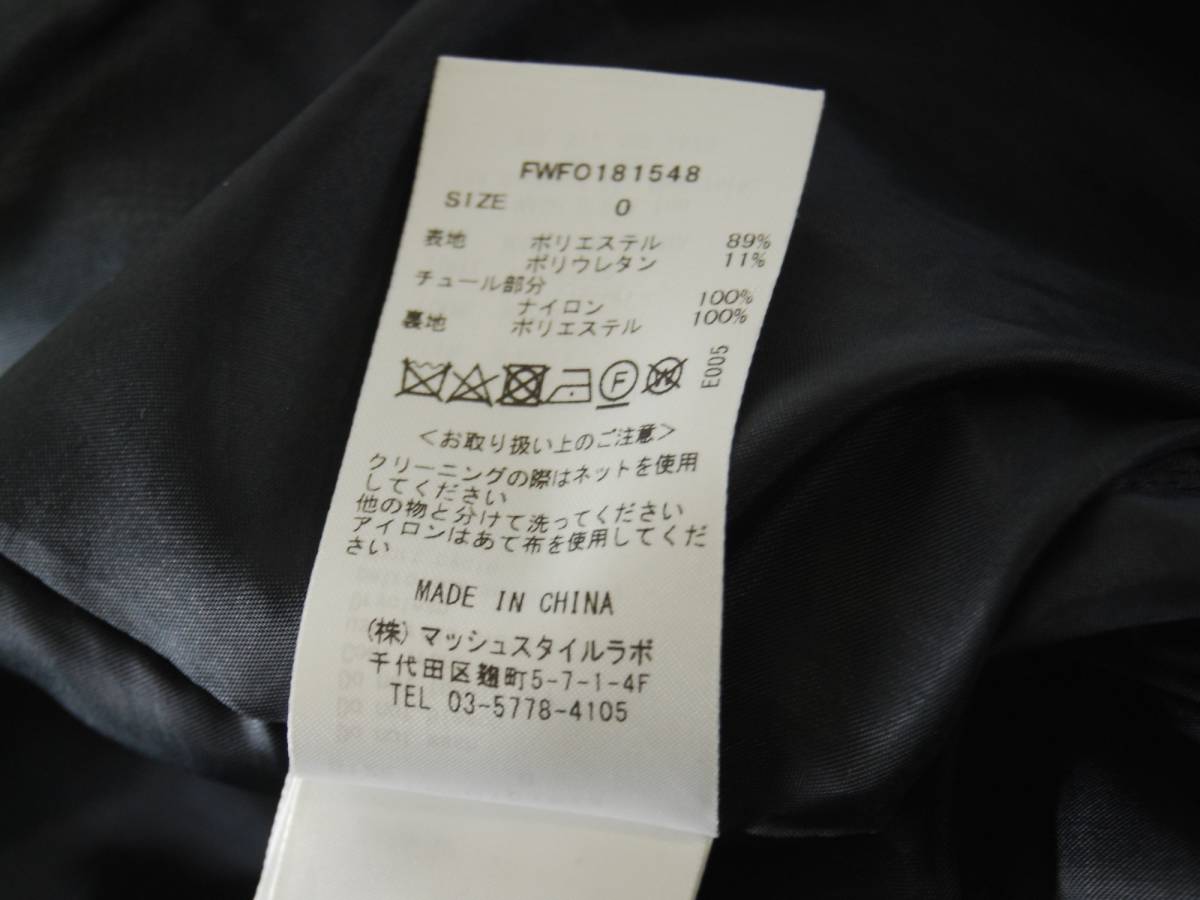 FWFO181548
SIZE 0
表地 ポリエステル 89%
ポリウレタン 11%
チュール部分
ナイロン 100%
裏地 ポリエステル 100%
F W E005
<お取り扱い上のご注意>
クリーニングの際はネットを使用
してください
他の物と分けて洗ってください
アイロンはあて布を使用してくだ
さい
MADE IN CHINA
(株)マッシュスタイルラボ
千代田区麹町5-7-1-4F
TEL 03-5778-4105